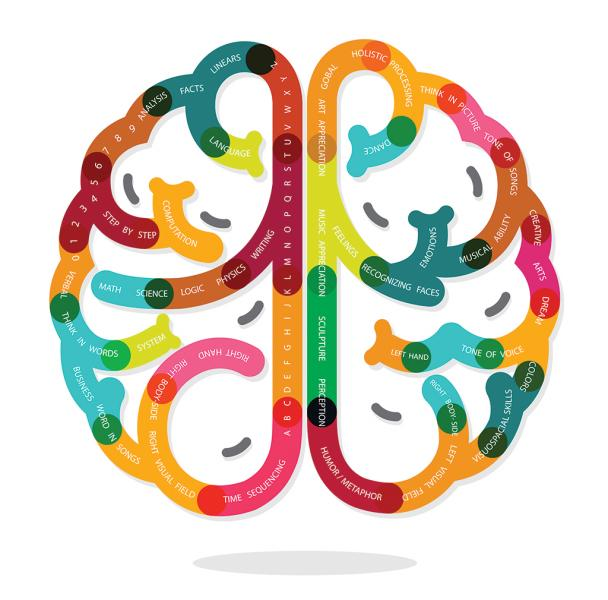 LINEARS
FACTS
ANALYSIS
LANGUAGE
0 1 2 3 4 5 6 7 8 9
STEP BY STEP
COMPUTATION
MATH SCIENCE LOGIC PHYSICS WRITING
VERBAL
THINK IN WORDS
SYSTEM
BUSINESS
WORD IN SONGS
RIGHT HAND
RIGHT BODY-SIDE
RIGHT VISUAL FIELD
TIME SEQUENCING
A B C D E F G H I J K L M N O P Q R S T U V W X Y Z
GOBAL
HOLISTIC
PROCESSING
DANCE
ART APPRECIATION
MUSIC APPRECIATION
SCULPTURE
PERCEPTION
THINK IN PICTURE
TONE OF SONGS
FEELINGS
RECOGNIZING FACES
EMOTIONS
MUSICAL ABILITY
CREATIVE
ARTS
DREAM
TONE OF VOICE
LEFT HAND
COLORS
VISUOSPACIAL SKILLS
RIGHT BODY-SIDE
LEFT VISUAL FIELD
HUMOR/METAPHOR